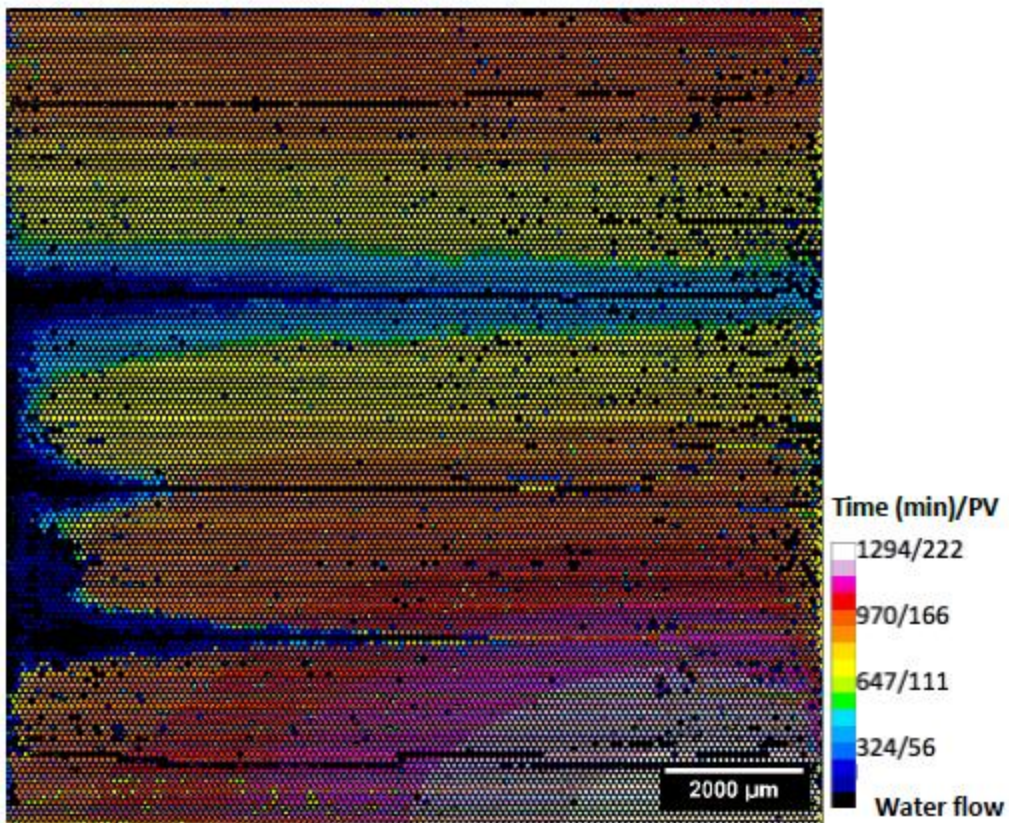 Time (min)/PV
1294/222
970/166
647/111
324/56
2000 µm
Water flow